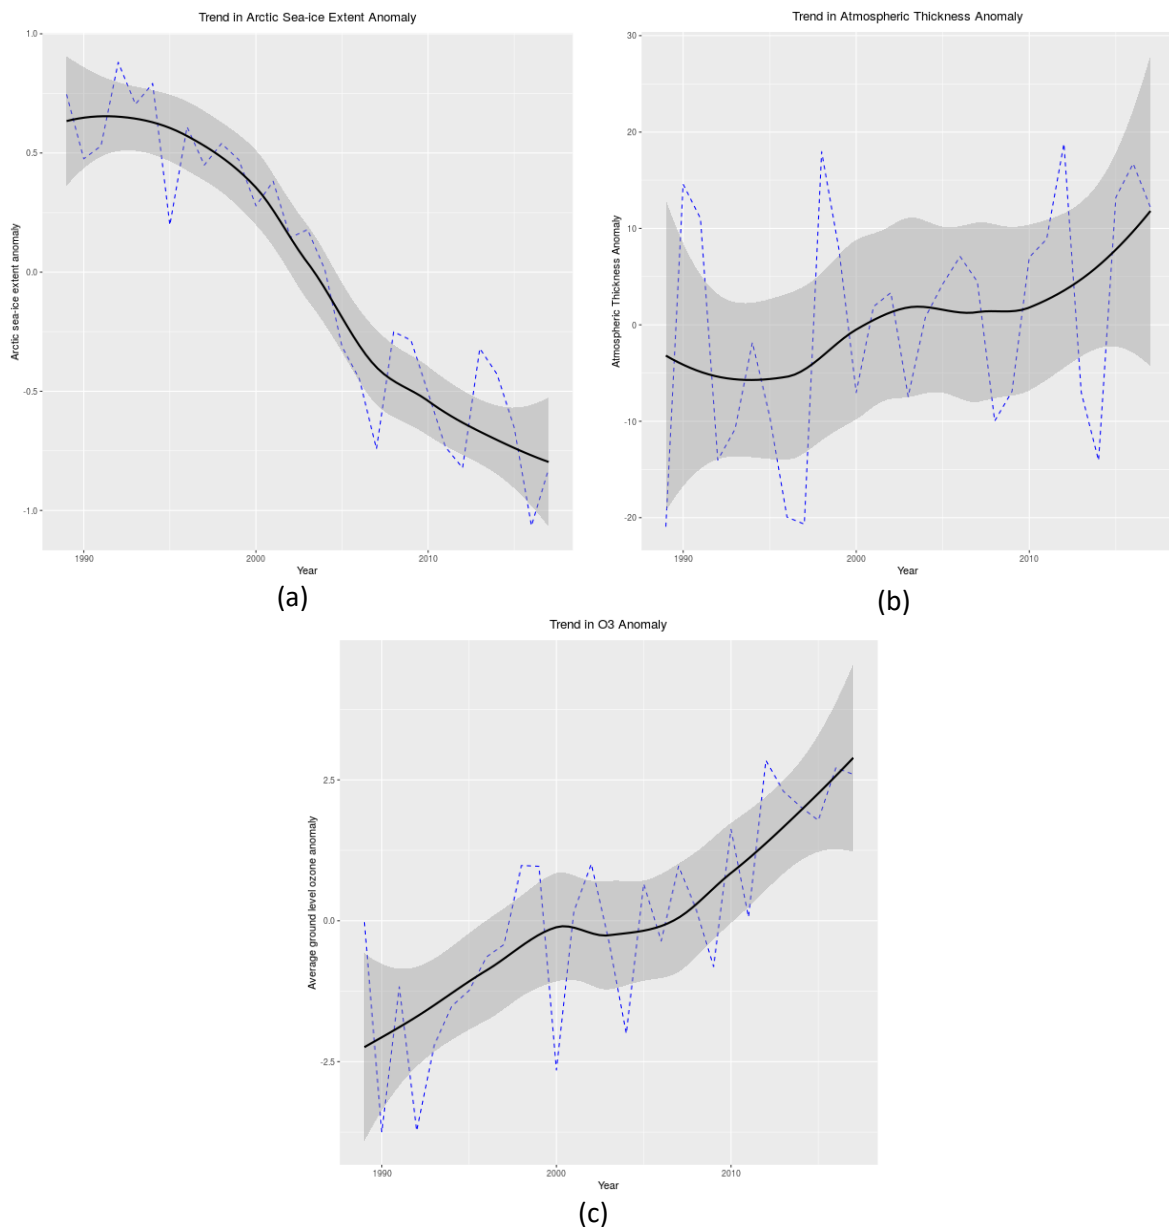 Trend in Arctic Sea-ice Extent Anomaly
1.0
0.5
0.0
-0.5
-1.0
Arctic sea-ice extent anomaly
1990
2000
2010
Year
(a)
Trend in Atmospheric Thickness Anomaly
30
20
10
0
-10
-20
Atmospheric Thickness Anomaly
1990
2000
2010
Year
(b)
Trend in O3 Anomaly
2.5
0.0
-2.5
Average ground level ozone anomaly
1990
2000
2010
Year
(c)